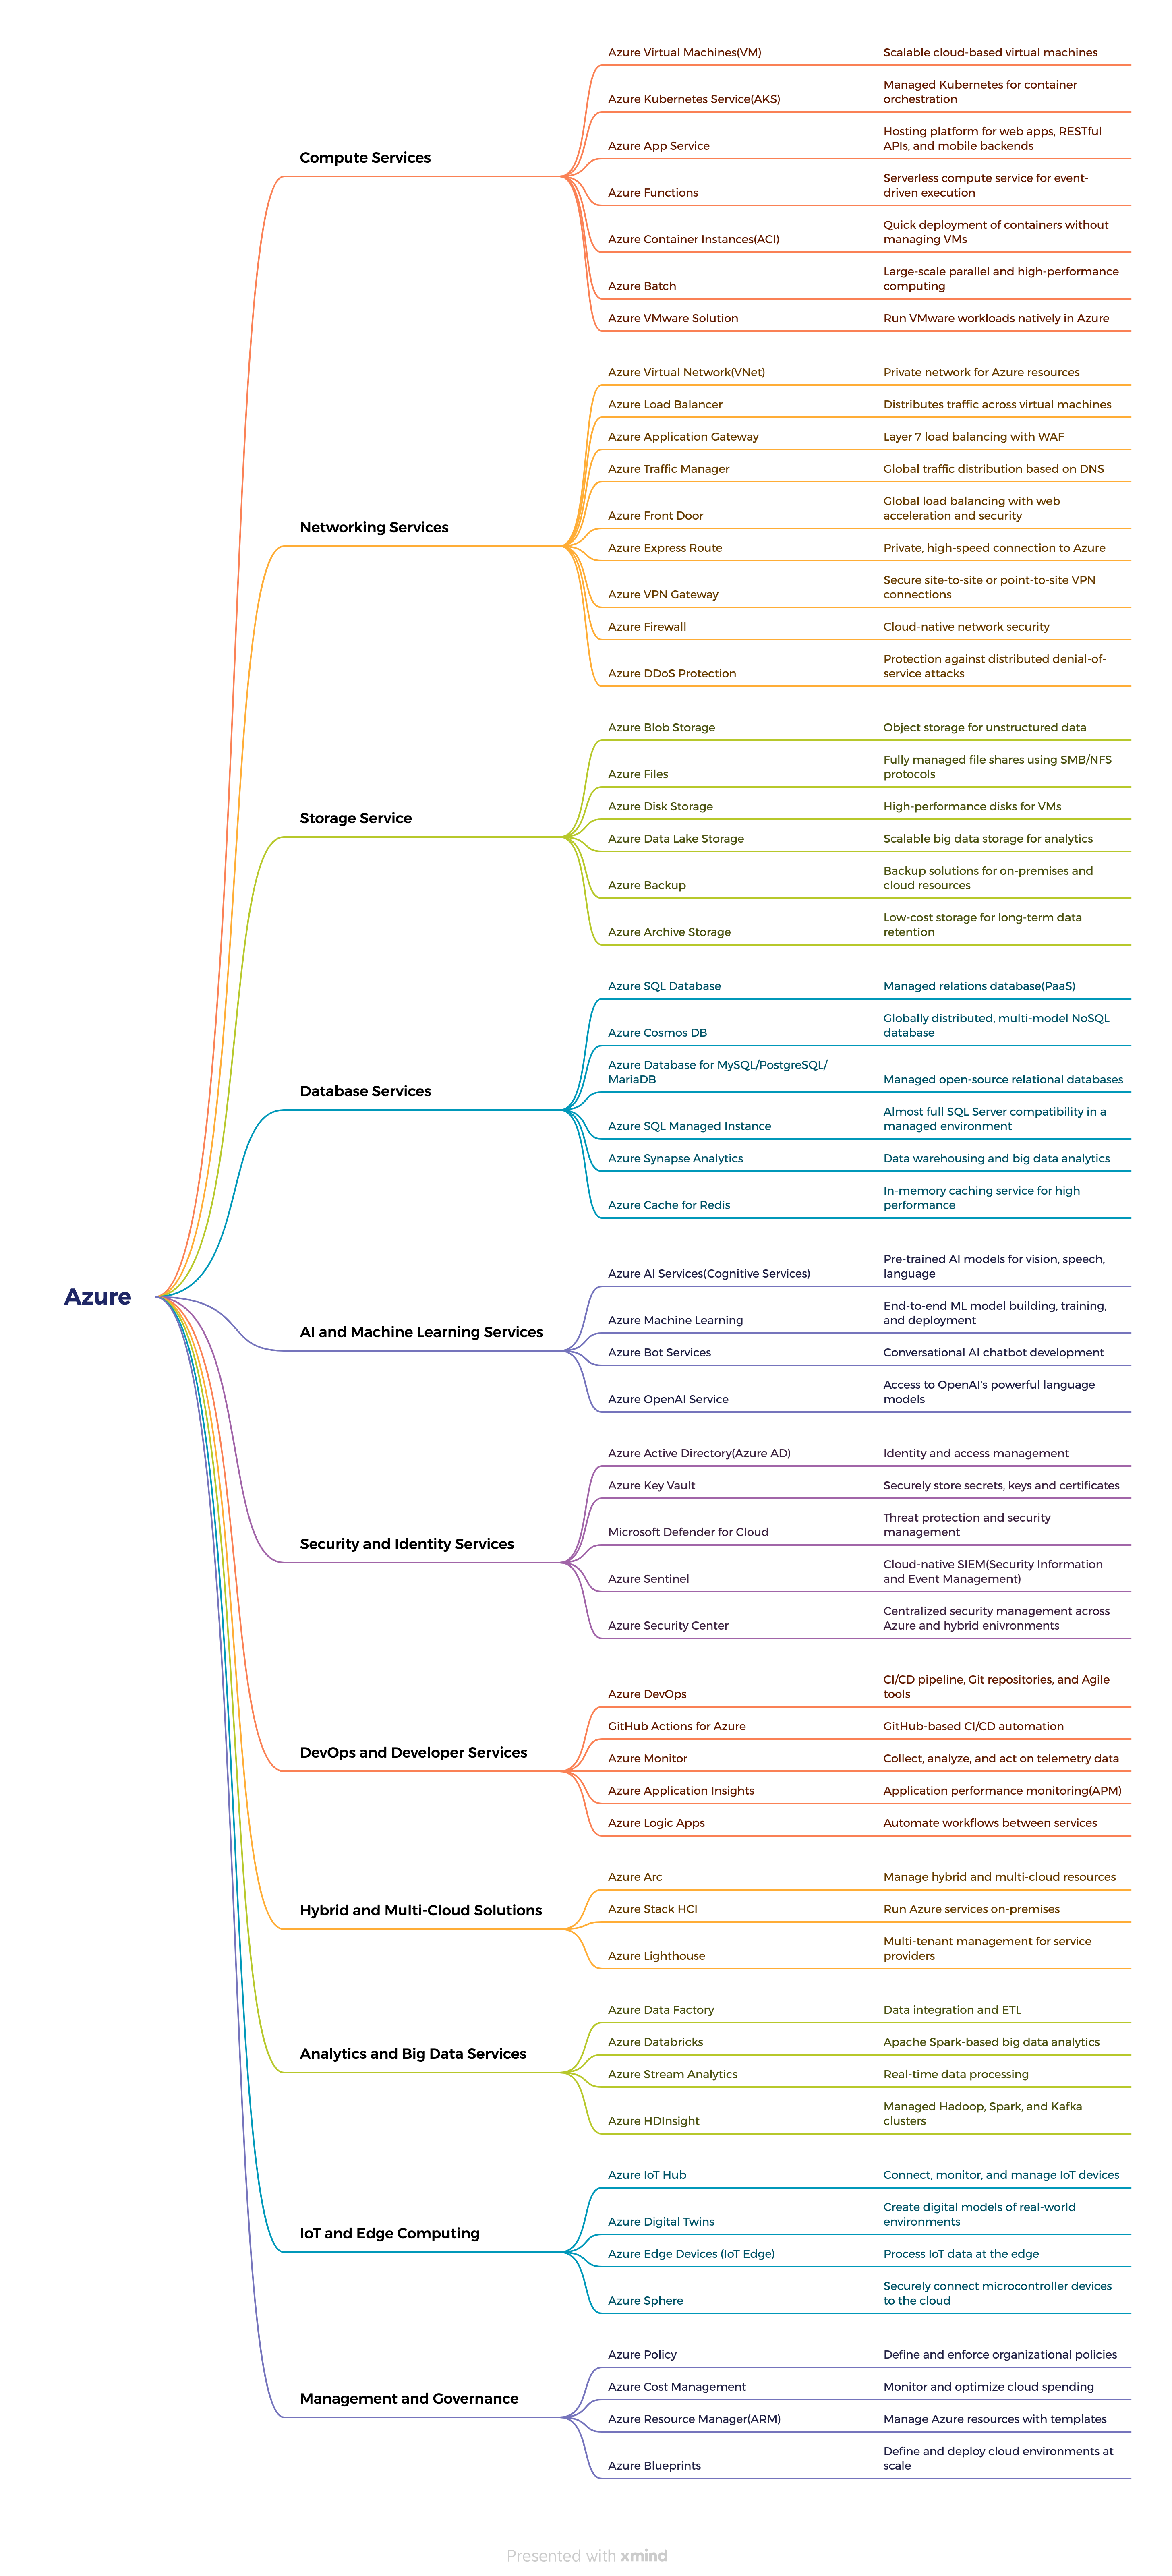 Azure
Compute Services
Azure Virtual Machines(VM)
Scalable cloud-based virtual machines
Azure Kubernetes Service(AKS)
Managed Kubernetes for container
orchestration
Azure App Service
Hosting platform for web apps, RESTful
APIs, and mobile backends
Azure Functions
Serverless compute service for event-
driven execution
Azure Container Instances(ACI)
Quick deployment of containers without
managing VMs
Azure Batch
Large-scale parallel and high-performance
computing
Azure VMware Solution
Run VMware workloads natively in Azure
Networking Services
Azure Virtual Network(VNet)
Private network for Azure resources
Azure Load Balancer
Distributes traffic across virtual machines
Azure Application Gateway
Layer 7 load balancing with WAF
Azure Traffic Manager
Global traffic distribution based on DNS
Azure Front Door
Global load balancing with web
acceleration and security
Azure Express Route
Private, high-speed connection to Azure
Azure VPN Gateway
Secure site-to-site or point-to-site VPN
connections
Azure Firewall
Cloud-native network security
Azure DDoS Protection
Protection against distributed denial-of-
service attacks
Storage Service
Azure Blob Storage
Object storage for unstructured data
Azure Files
Fully managed file shares using SMB/NFS
protocols
Azure Disk Storage
High-performance disks for VMs
Azure Data Lake Storage
Scalable big data storage for analytics
Azure Backup
Backup solutions for on-premises and
cloud resources
Azure Archive Storage
Low-cost storage for long-term data
retention
Database Services
Azure SQL Database
Managed relations database(PaaS)
Azure Cosmos DB
Globally distributed, multi-model NoSQL
database
Azure Database for MySQL/PostgreSQL/
MariaDB
Managed open-source relational databases
Azure SQL Managed Instance
Almost full SQL Server compatibility in a
managed environment
Azure Synapse Analytics
Data warehousing and big data analytics
Azure Cache for Redis
In-memory caching service for high
performance
AI and Machine Learning Services
Azure AI Services(Cognitive Services)
Pre-trained AI models for vision, speech,
language
Azure Machine Learning
End-to-end ML model building, training,
and deployment
Azure Bot Services
Conversational AI chatbot development
Azure OpenAI Service
Access to OpenAI's powerful language
models
Security and Identity Services
Azure Active Directory(Azure AD)
Identity and access management
Azure Key Vault
Securely store secrets, keys and certificates
Microsoft Defender for Cloud
Threat protection and security
management
Azure Sentinel
Cloud-native SIEM(Security Information
and Event Management)
Azure Security Center
Centralized security management across
Azure and hybrid enivronments
DevOps and Developer Services
Azure DevOps
CI/CD pipeline, Git repositories, and Agile
tools
GitHub Actions for Azure
GitHub-based CI/CD automation
Azure Monitor
Collect, analyze, and act on telemetry data
Azure Application Insights
Application performance monitoring(APM)
Azure Logic Apps
Automate workflows between services
Hybrid and Multi-Cloud Solutions
Azure Arc
Manage hybrid and multi-cloud resources
Azure Stack HCI
Run Azure services on-premises
Azure Lighthouse
Multi-tenant management for service
providers
Analytics and Big Data Services
Azure Data Factory
Data integration and ETL
Azure Databricks
Apache Spark-based big data analytics
Azure Stream Analytics
Real-time data processing
Azure HDInsight
Managed Hadoop, Spark, and Kafka
clusters
IoT and Edge Computing
Azure IoT Hub
Connect, monitor, and manage IoT devices
Azure Digital Twins
Create digital models of real-world
environments
Azure Edge Devices (IoT Edge)
Process IoT data at the edge
Azure Sphere
Securely connect microcontroller devices
to the cloud
Management and Governance
Azure Policy
Define and enforce organizational policies
Azure Cost Management
Monitor and optimize cloud spending
Azure Resource Manager(ARM)
Manage Azure resources with templates
Azure Blueprints
Define and deploy cloud environments at
scale
Presented with xmind